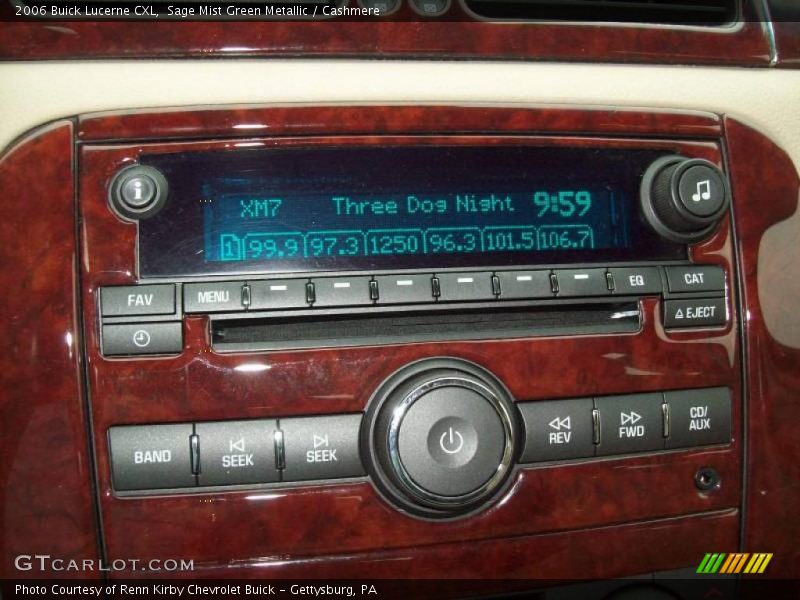 2006 Buick Lucerne CXL,  Sage Mist Green Metallic / Cashmere
XM7 Three Dog Night 9:59
1 99.9 97.3 1250 96.3 101.5 106.7
FAV MENU EQ CAT
EJECT
BAND SEEK SEEK REV FWD CD/AUX
GTCARLOT.COM
Photo Courtesy of Renn Kirby Chevrolet Buick - Gettysburg, PA